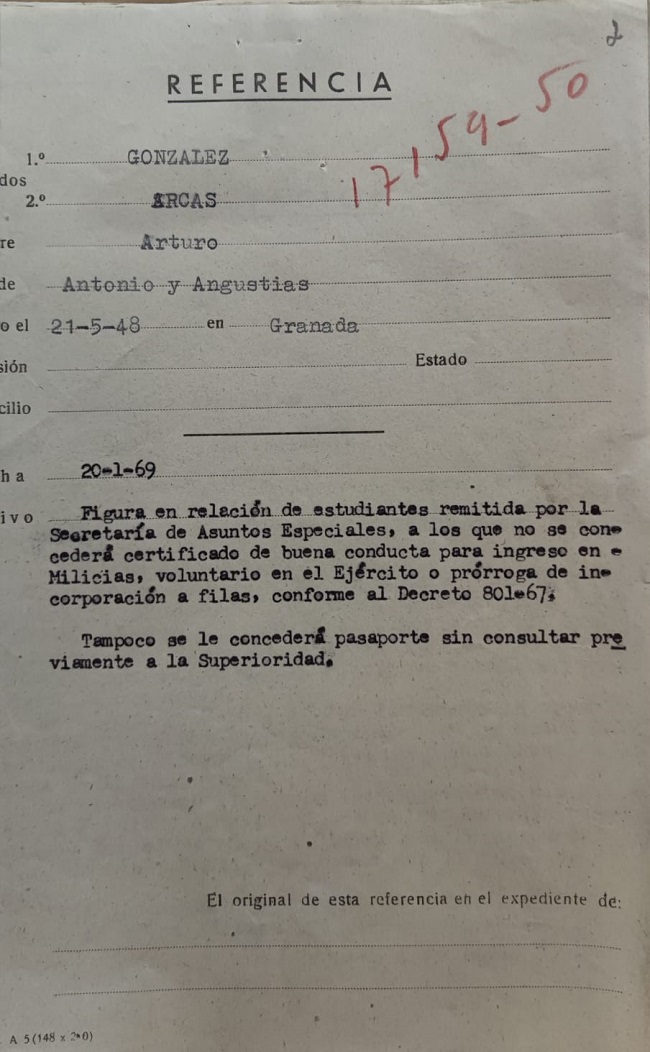 2
REFERENCIA
17,159-50
1.º GONZALEZ
dos
2.º ARCAS
re Arturo
de Antonio y Angustias
o el 21-5-48 en Granada
sión Estado
cilio
ha 20-1-69
ivo Figura en relación de estudiantes remitida por la
Secretaría de Asuntos Especiales, a los que no se con-
cederá certificado de buena conducta para ingreso en -
Milicias, voluntario en el Ejército o prórroga de in-
corporación a filas, conforme al Decreto 801-67;
Tampoco se le concederá pasaporte sin consultar pre
viamente a la Superioridad.
El original de esta referencia en el expediente de:
A 5 (148 x 210)